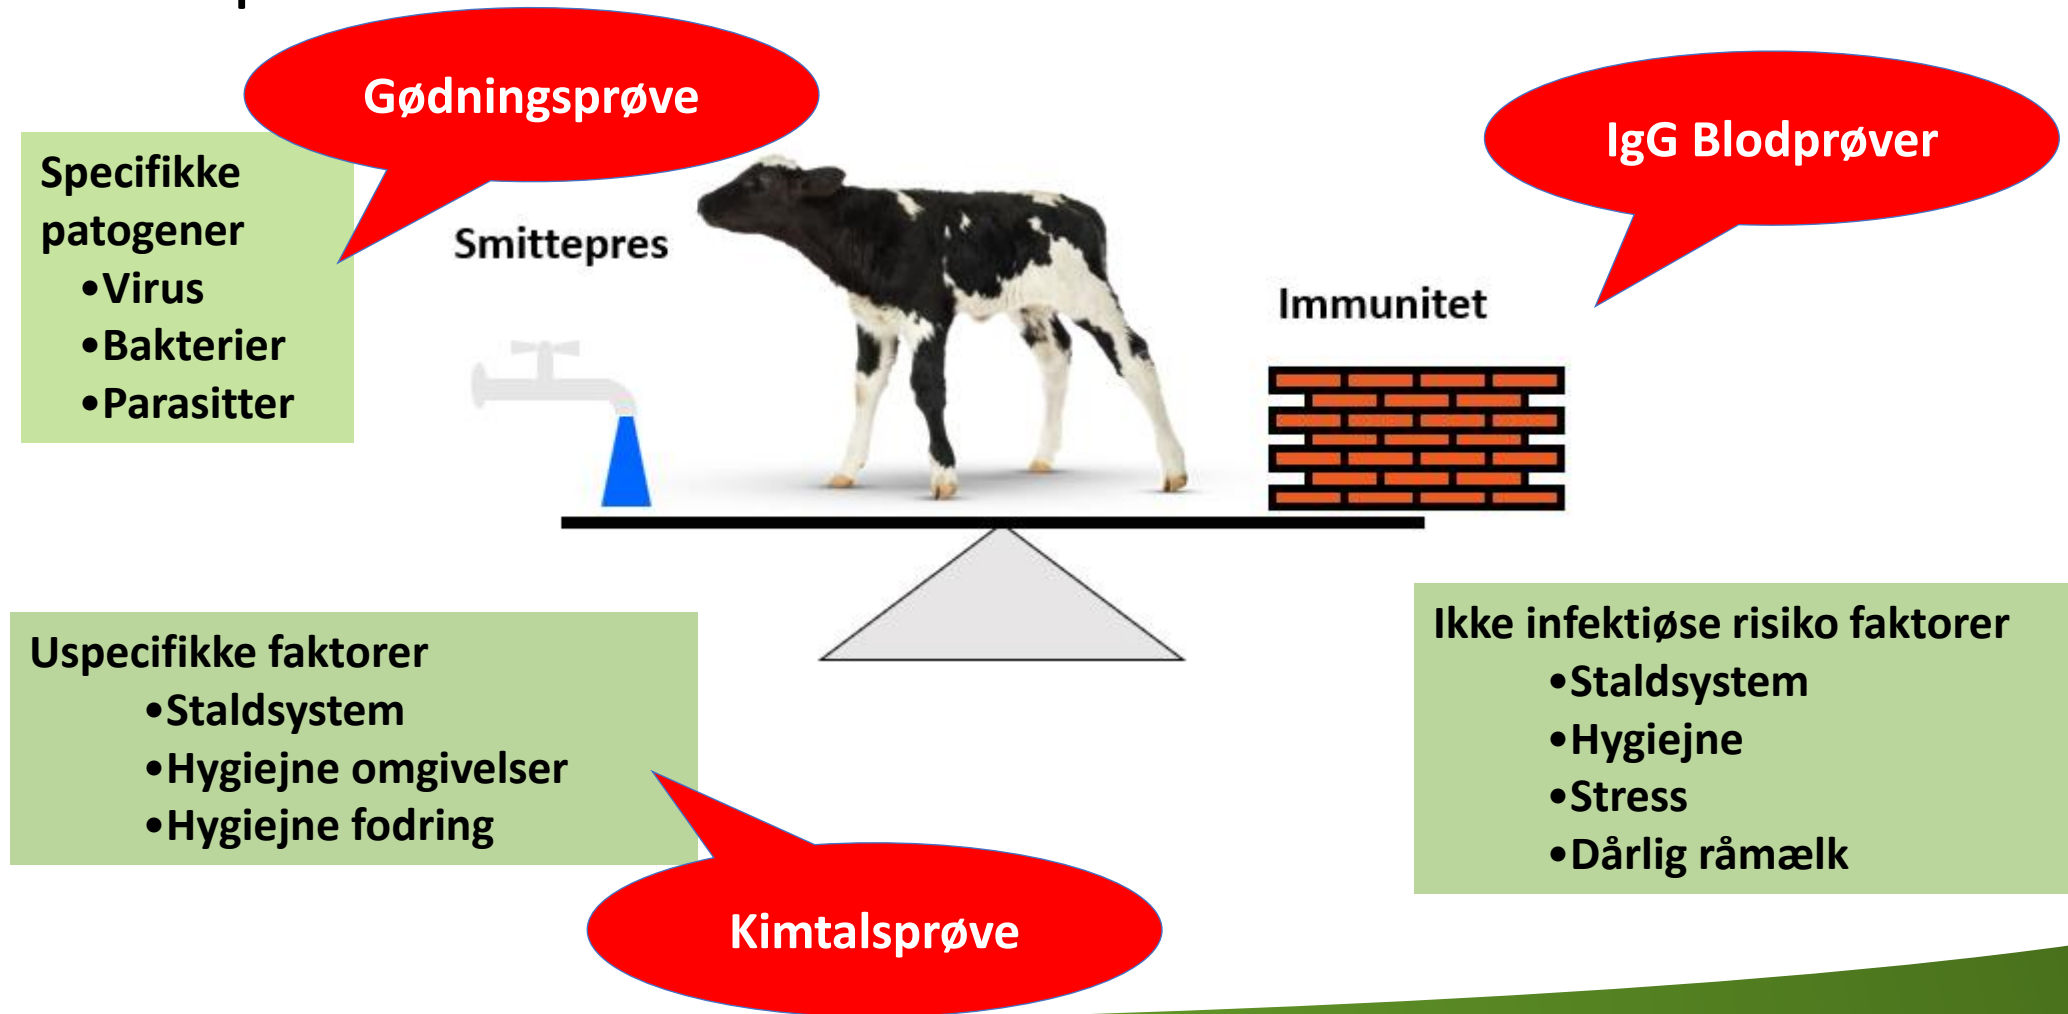 Gødningsprøve
IgG Blodprøver
Specifikke
patogener
•Virus
•Bakterier
•Parasitter
Smittepres
Immunitet
Uspecifikke faktorer
•Staldsystem
•Hygiejne omgivelser
•Hygiejne fodring
Ikke infektiøse risiko faktorer
•Staldsystem
•Hygiejne
•Stress
•Dårlig råmælk
Kimtalsprøve